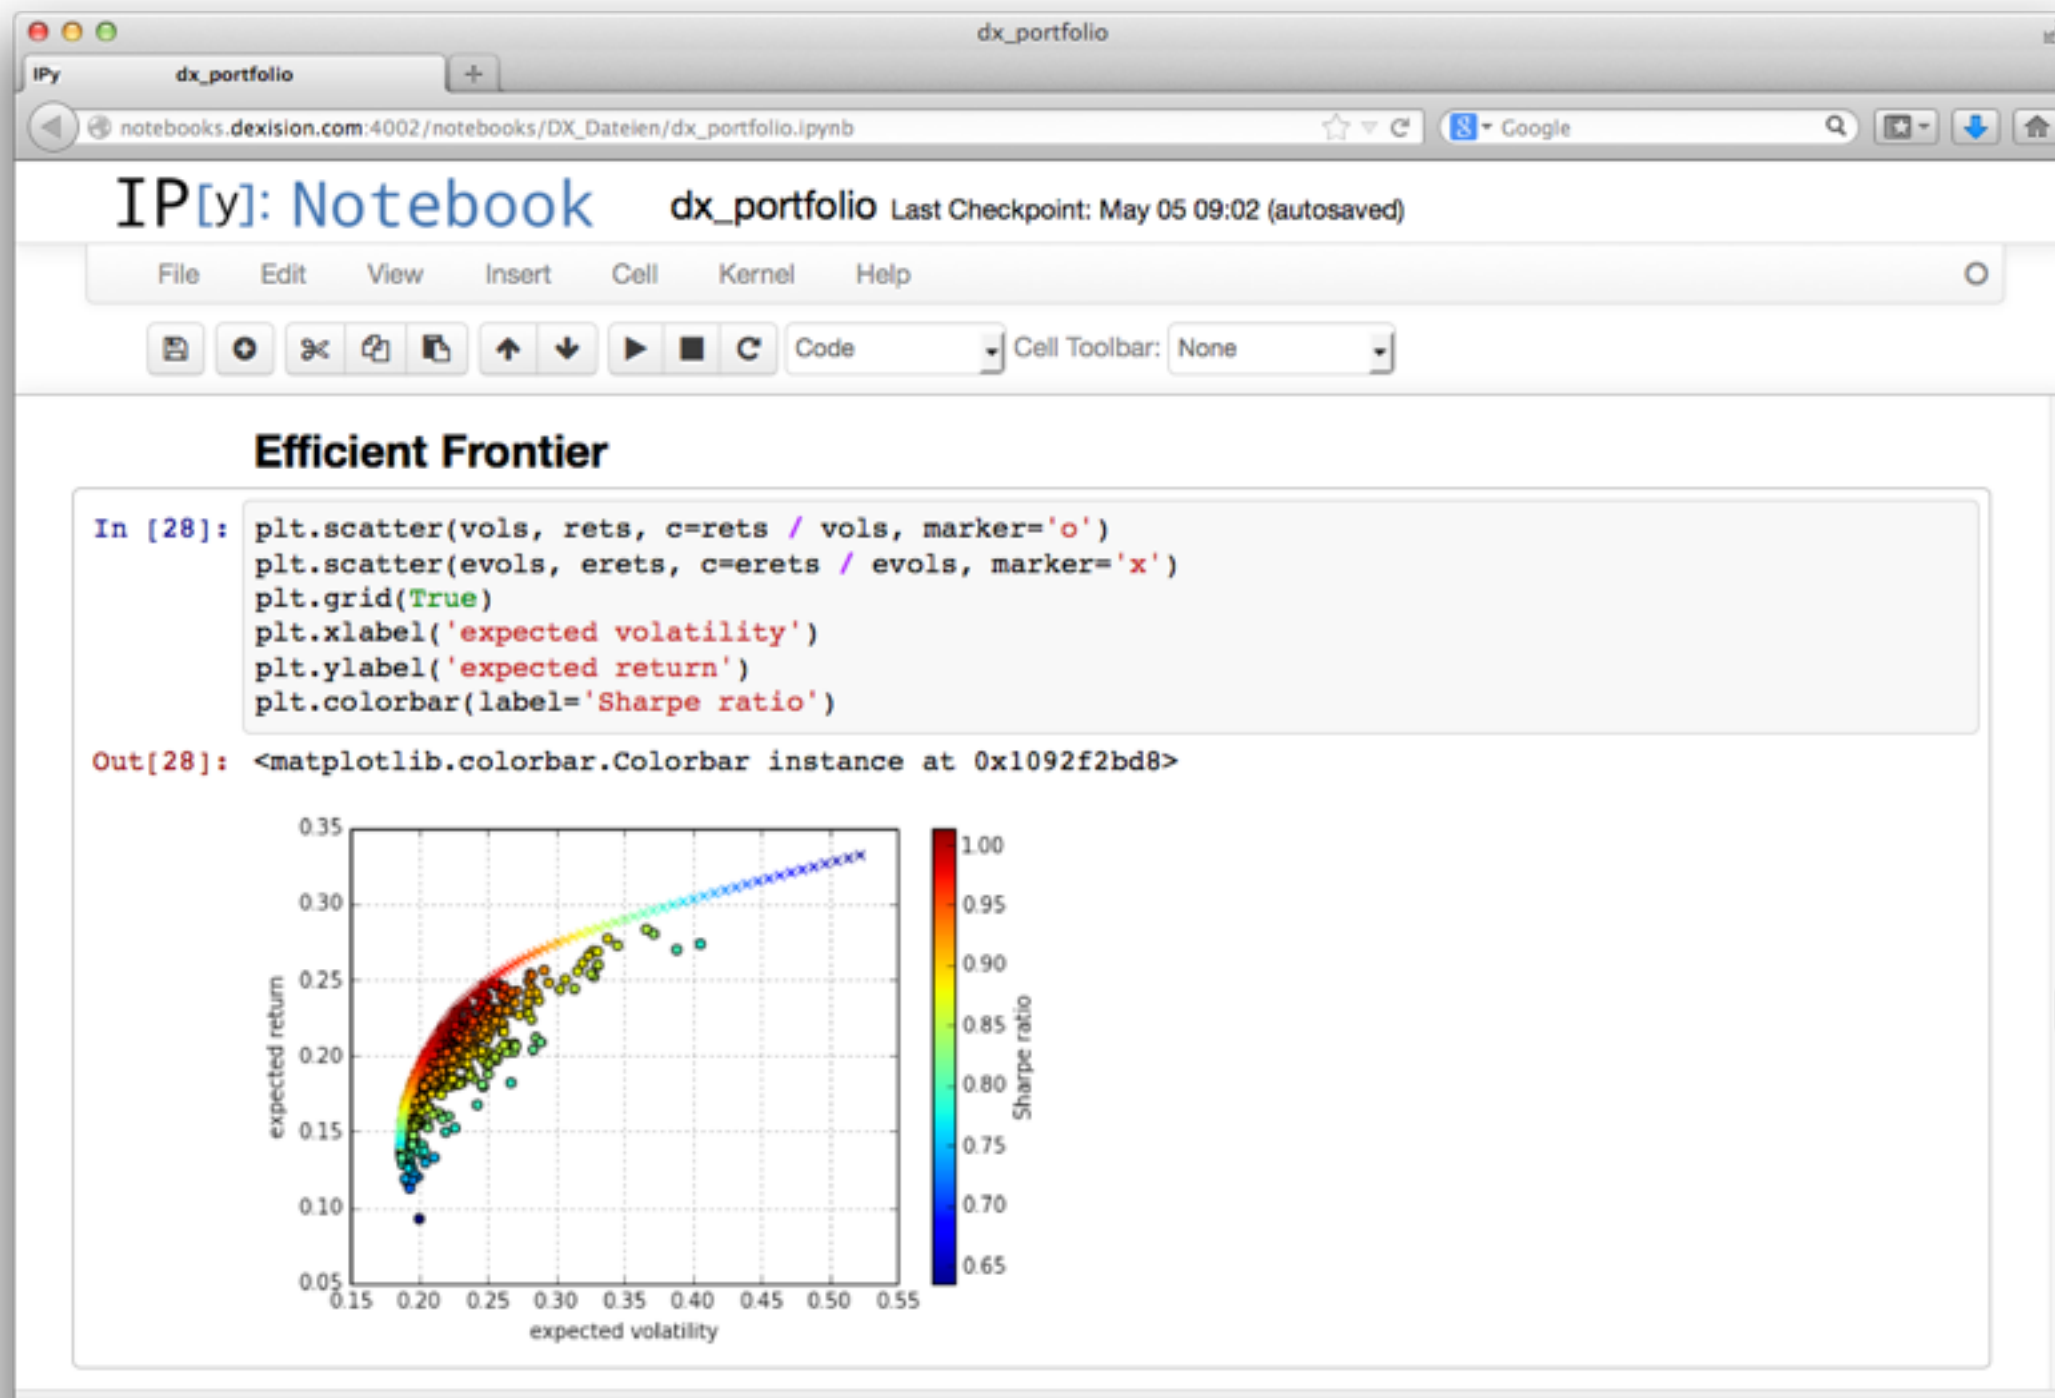 dx_portfolio
IPy dx_portfolio +
notebooks.dexision.com:4002/notebooks/DX_Dateien/dx_portfolio.ipynb
8 Google
IP[y]: Notebook dx_portfolio Last Checkpoint: May 05 09:02 (autosaved)
File Edit View Insert Cell Kernel Help
Code Cell Toolbar: None
Efficient Frontier
In [28]: plt.scatter(vols, rets, c=rets / vols, marker='o')
plt.scatter(evols, erets, c=erets / evols, marker='x')
plt.grid(True)
plt.xlabel('expected volatility')
plt.ylabel('expected return')
plt.colorbar(label='Sharpe ratio')
Out[28]: <matplotlib.colorbar.Colorbar instance at 0x1092f2bd8>
0.35
0.30
0.25
0.20
0.15
0.10
0.05
expected return
0.15 0.20 0.25 0.30 0.35 0.40 0.45 0.50 0.55
expected volatility
1.00
0.95
0.90
0.85
0.80
0.75
0.70
0.65
Sharpe ratio